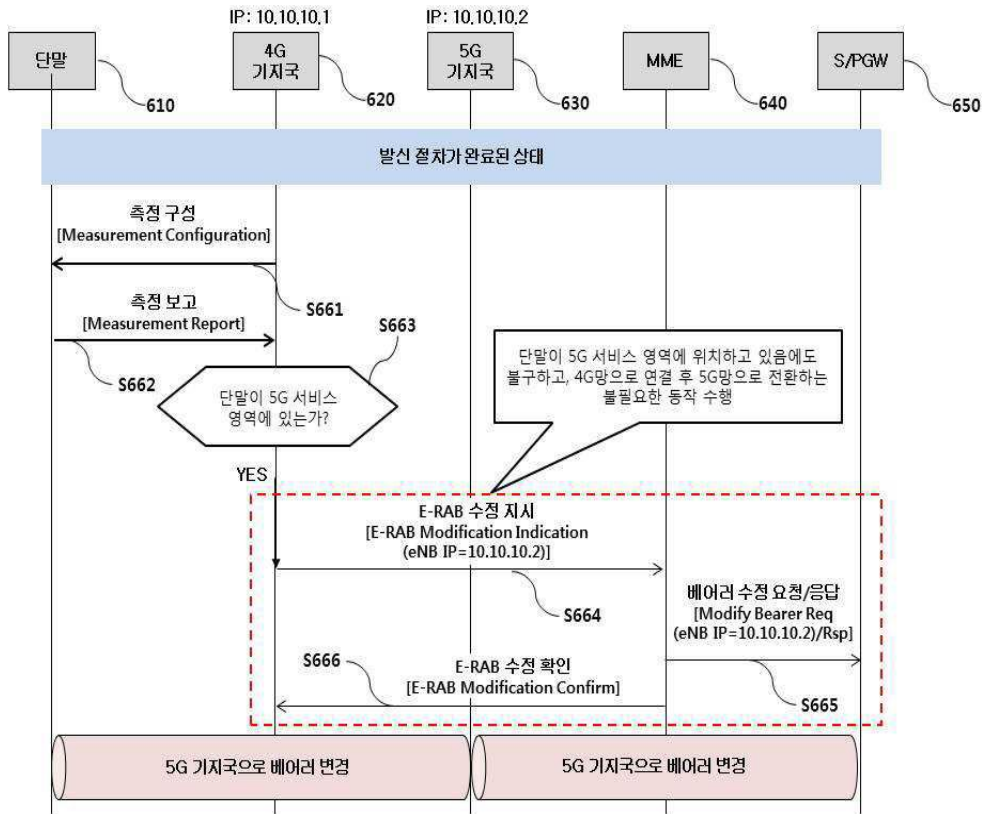 IP: 10.10.10.1
IP: 10.10.10.2
단말
4G
기지국
5G
기지국
MME
S/PGW
610
620
630
640
650
발신 절차가 완료된 상태
측정 구성
[Measurement Configuration]
S661
측정 보고
[Measurement Report]
S662
S663
단말이 5G 서비스
영역에 있는가?
YES
단말이 5G 서비스 영역에 위치하고 있음에도
불구하고, 4G망으로 연결 후 5G망으로 전환하는
불필요한 동작 수행
E-RAB 수정 지시
[E-RAB Modification Indication
(eNB IP=10.10.10.2)]
S664
베어러 수정 요청/응답
[Modify Bearer Req
(eNB IP=10.10.10.2)/Rsp]
S665
S666
E-RAB 수정 확인
[E-RAB Modification Confirm]
5G 기지국으로 베어러 변경
5G 기지국으로 베어러 변경